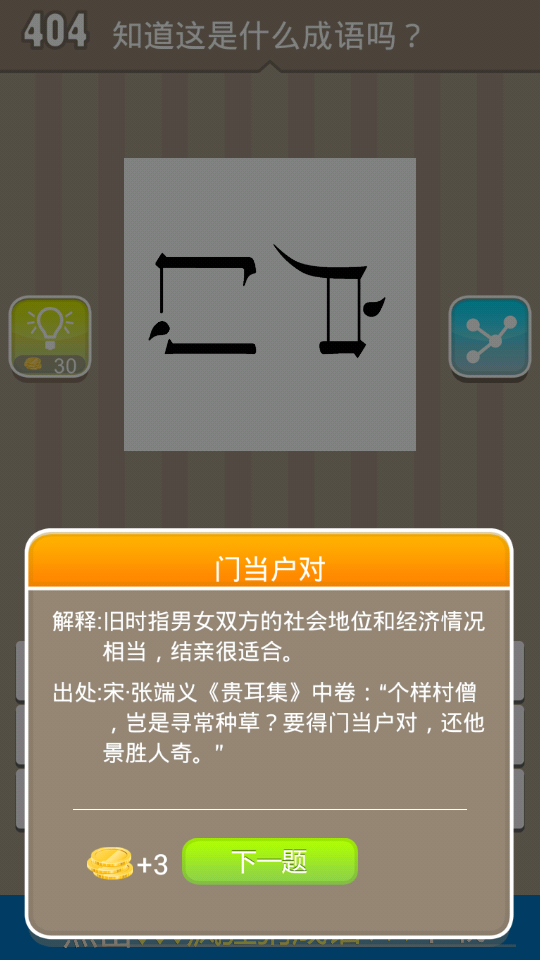 404 知道这是什么成语吗？
30
门当户对
解释:旧时指男女双方的社会地位和经济情况
相当，结亲很适合。
出处:宋·张端义《贵耳集》中卷：“个样村僧
，岂是寻常种草？要得门当户对，还他
景胜人奇。”
+3 下一题